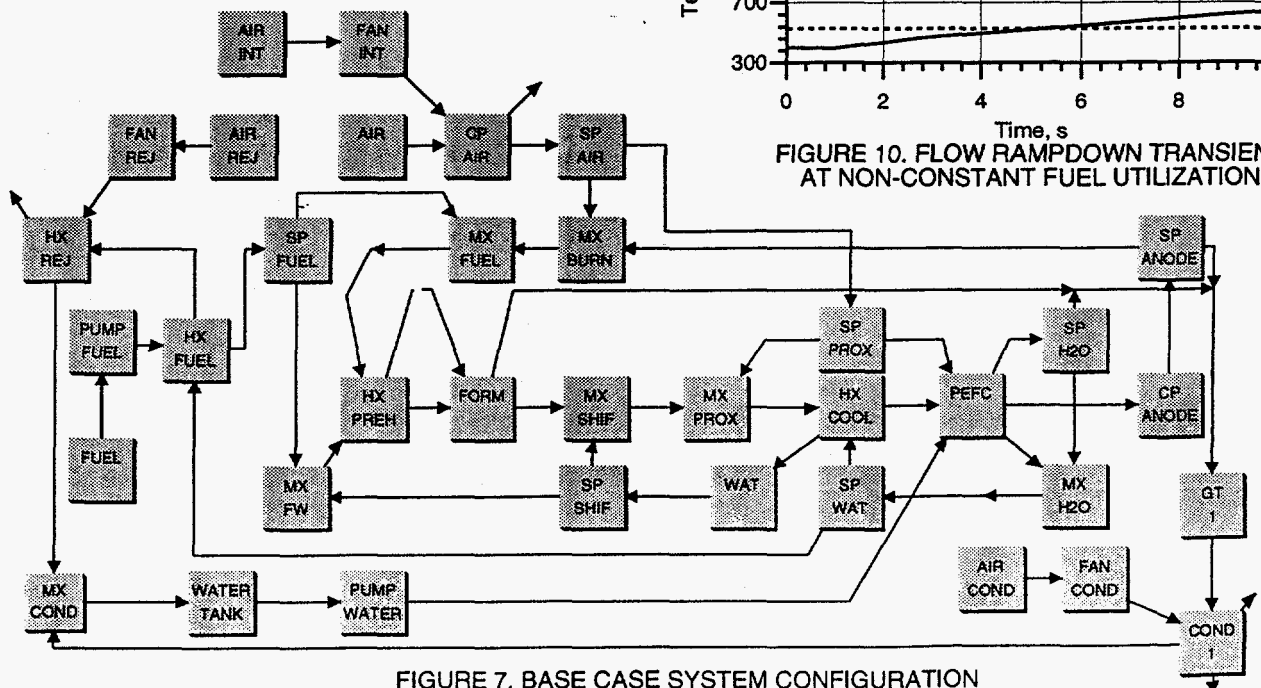 700
300
0
2
4
6
8
Time, s
FIGURE 10. FLOW RAMPDOWN TRANSIEN
AT NON-CONSTANT FUEL UTILIZATION
AIR
INT
FAN
INT
FAN
REJ
AIR
REJ
AIR
CP
AIR
SP
AIR
HX
REJ
SP
FUEL
MX
FUEL
MX
BURN
SP
ANODE
PUMP
FUEL
HX
FUEL
SP
PROX
SP
H2O
HX
PREH
FORM
MX
SHIF
MX
PROX
HX
COOL
PEFC
CP
ANODE
FUEL
MX
FW
SP
SHIF
WAT
SP
WAT
MX
H2O
GT
1
MX
COND
WATER
TANK
PUMP
WATER
AIR
COND
FAN
COND
COND
1
FIGURE 7. BASE CASE SYSTEM CONFIGURATION